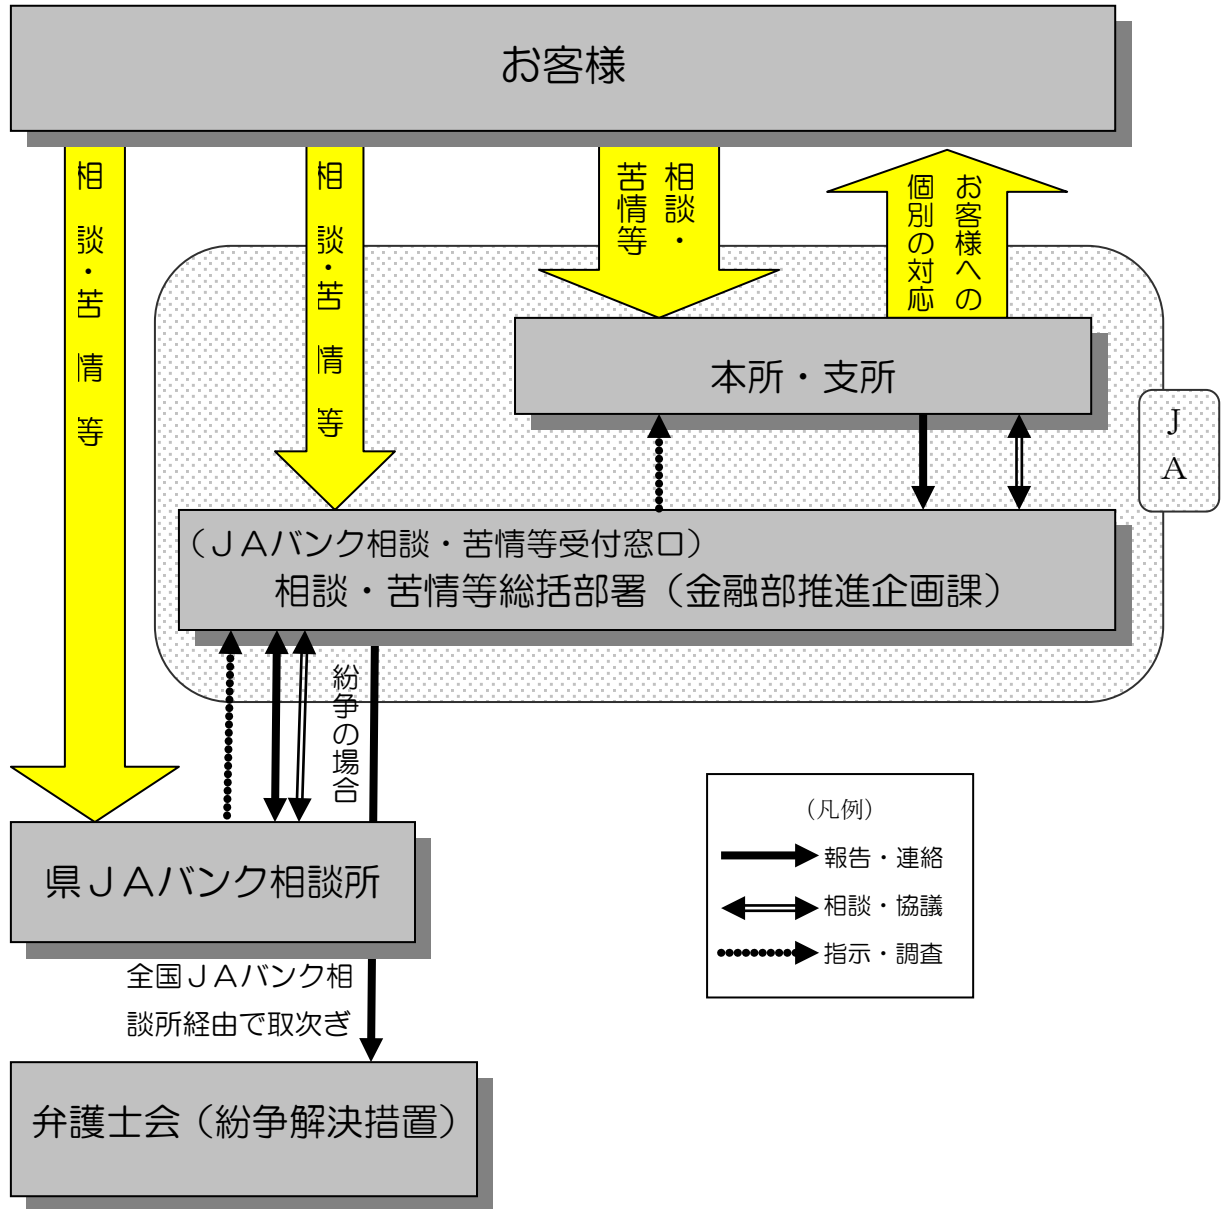 お客様
相談・苦情等
相談・苦情等
相談・
苦情等
お客様への
個別の対応
本所・支所
JA
（ＪＡバンク相談・苦情等受付窓口）
相談・苦情等総括部署（金融部推進企画課）
紛争の場合
県ＪＡバンク相談所
（凡例）
報告・連絡
相談・協議
指示・調査
全国ＪＡバンク相
談所経由で取次ぎ
弁護士会（紛争解決措置）